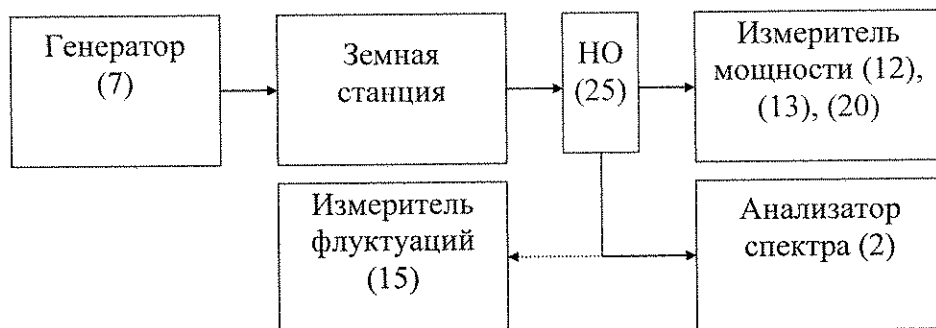 Генератор
(7)
Земная
станция
НО
(25)
Измеритель
мощности (12),
(13), (20)
Измеритель
флуктуаций
(15)
Анализатор
спектра (2)